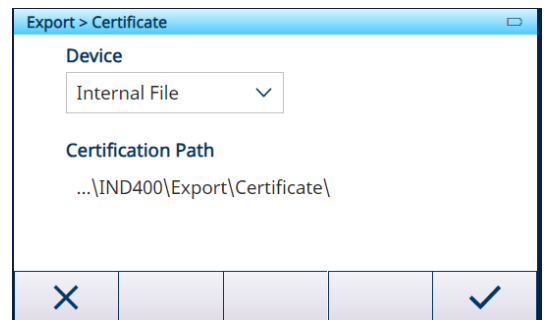 Export > Certificate
Device
Internal File
Certification Path
...\IND400\Export\Certificate\